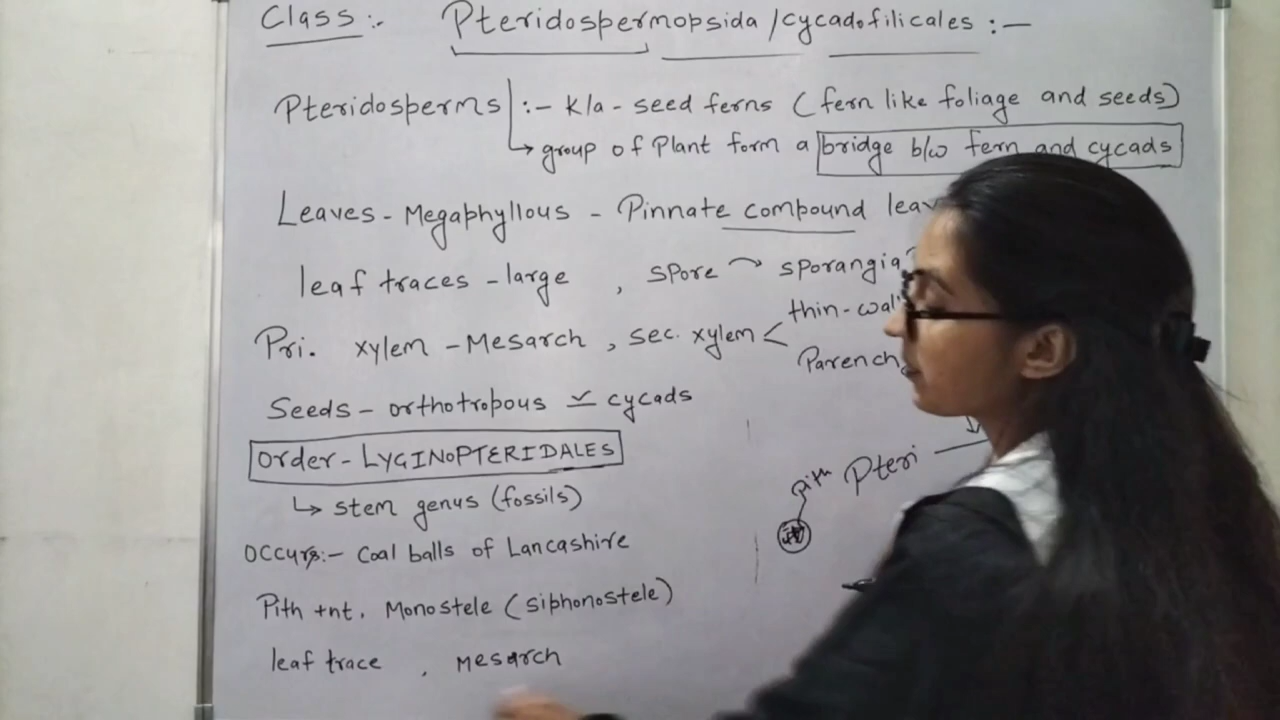 Class:-  Pteridospermopsida/cycadofilicales :-
Pteridosperms :- K/a - seed ferns (fern like foliage and seeds)
→ group of Plant form a bridge b/w fern and cycads
Leaves - Megaphyllous - Pinnate compound
leaf traces - large , spore → sporangia
Pri. xylem - Mesarch , sec. xylem <
thin-
Seeds - orthotropous cycads
Order - LYGINOPTERIDALES
↳ stem genus (fossils)
Occurs:- Coal balls of Lancashire
Pith +nt. Monostele (siphonostele)
leaf trace , Mesarch
pith
Pteri